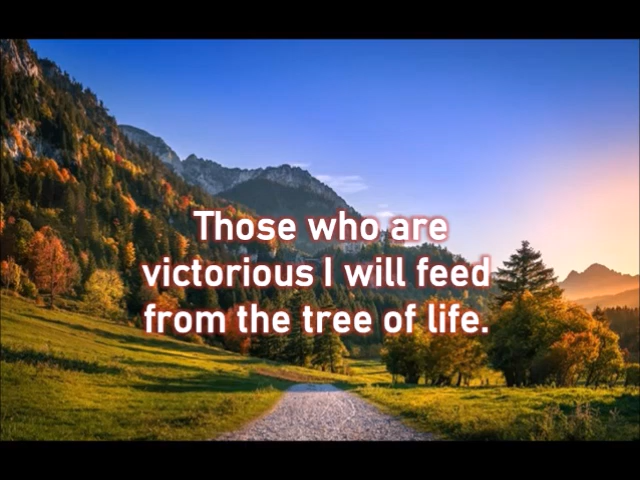 Those who are
victorious I will feed
from the tree of life.